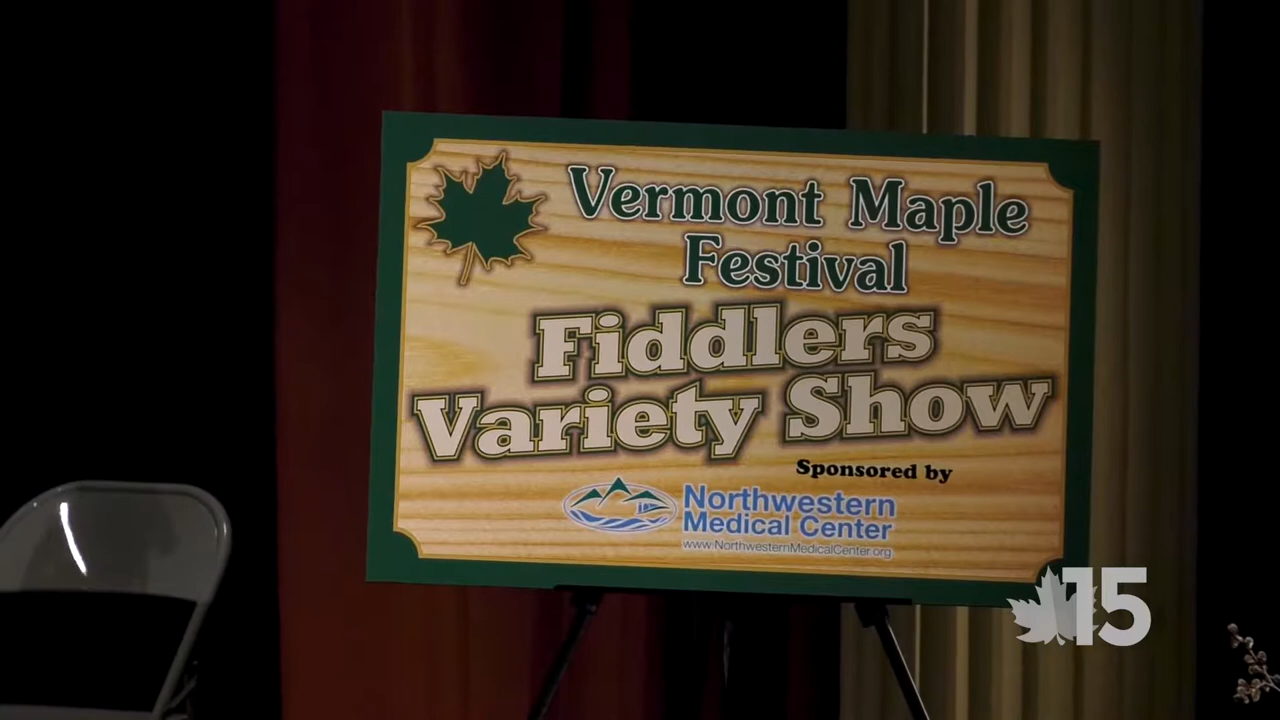 Vermont Maple
Festival
Fiddlers
Variety Show
Sponsored by
Northwestern
Medical Center
www.NorthwesternMedicalCenter.org
15